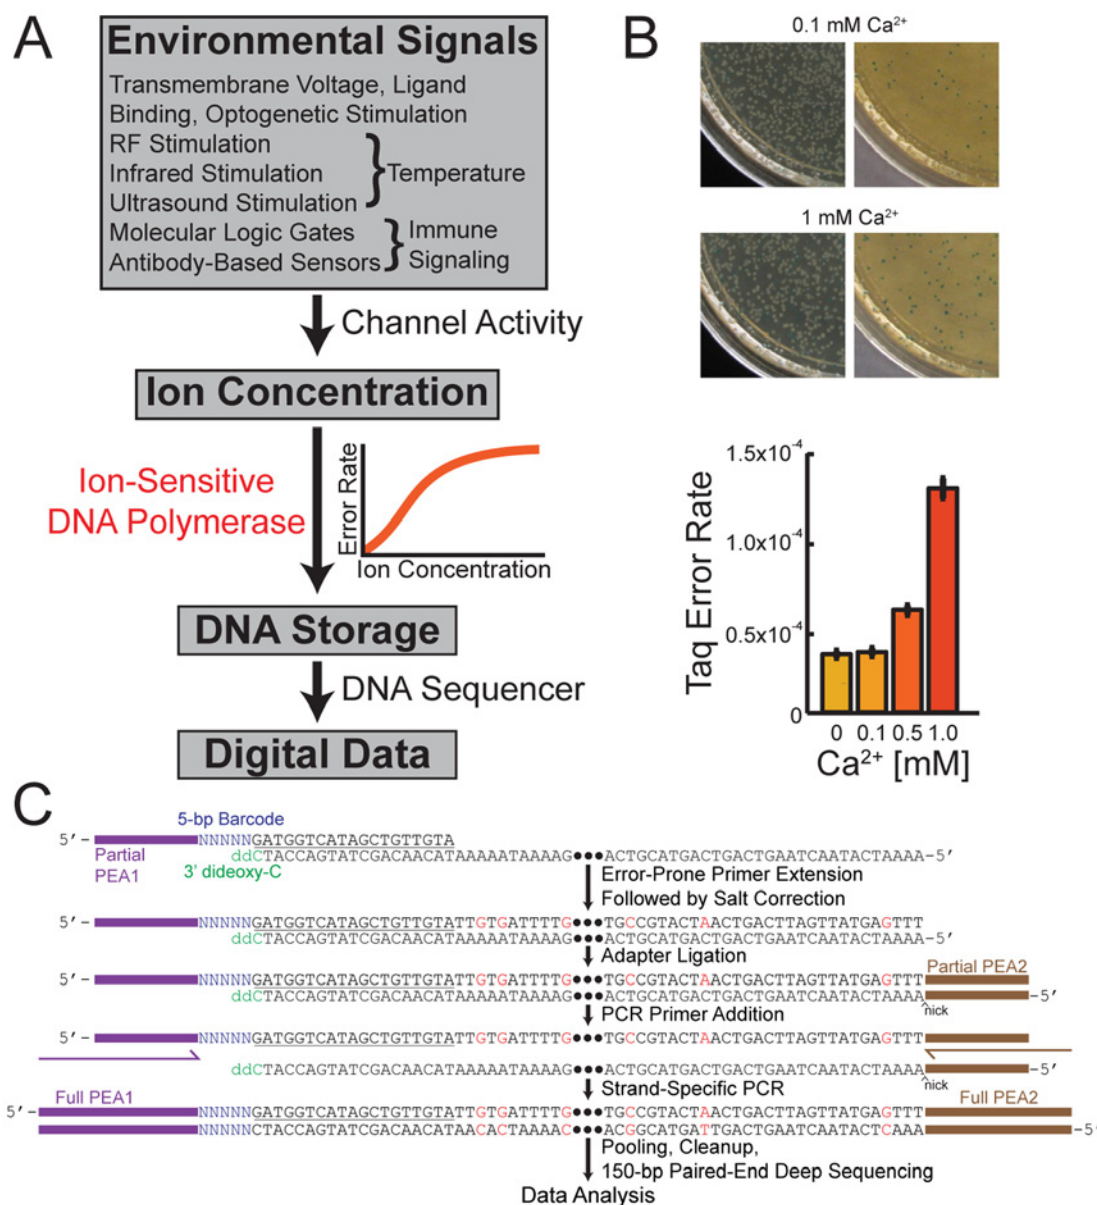 A
Environmental Signals
Transmembrane Voltage, Ligand
Binding, Optogenetic Stimulation
RF Stimulation
Infrared Stimulation
Ultrasound Stimulation
Temperature
Molecular Logic Gates
Antibody-Based Sensors
Immune
Signaling
Channel Activity
Ion Concentration
Ion-Sensitive
DNA Polymerase
Error Rate
Ion Concentration
DNA Storage
DNA Sequencer
Digital Data
B
0.1 mM Ca²⁺
1 mM Ca²⁺
Taq Error Rate
1.5x10⁻⁴
1.0x10⁻⁴
0.5x10⁻⁴
0
0 0.1 0.5 1.0
Ca²⁺ [mM]
C
5-bp Barcode
5′- NNNNNGATGGTCATAGCTGTTGTA
Partial
PEA1
ddCTACCAGTATCGACAACATAAAAATAAAAG●●●ACTGCATGACTGACTGAATCAATACTAAAA-5′
3' dideoxy-C
Error-Prone Primer Extension
Followed by Salt Correction
5′- NNNNNGATGGTCATAGCTGTTGTATTGTGATTTTG●●●TGCCGTACTAACTGACTTAGTTATGAGTTT
ddCTACCAGTATCGACAACATAAAAATAAAAG●●●ACTGCATGACTGACTGAATCAATACTAAAA-5′
Adapter Ligation
Partial PEA2
5′- NNNNNGATGGTCATAGCTGTTGTATTGTGATTTTG●●●TGCCGTACTAACTGACTTAGTTATGAGTTT
ddCTACCAGTATCGACAACATAAAAATAAAAG●●●ACTGCATGACTGACTGAATCAATACTAAAA -5′
^nick
PCR Primer Addition
5′- NNNNNGATGGTCATAGCTGTTGTATTGTGATTTTG●●●TGCCGTACTAACTGACTTAGTTATGAGTTT
ddCTACCAGTATCGACAACATAAAAATAAAAG●●●ACTGCATGACTGACTGAATCAATACTAAAA -5′
^nick
Strand-Specific PCR
Full PEA1
Full PEA2
5′- NNNNNGATGGTCATAGCTGTTGTATTGTGATTTTG●●●TGCCGTACTAACTGACTTAGTTATGAGTTT
NNNNNCTACCAGTATCGACAACATAACACTAAAAC●●●ACGGCATGATTGACTGAATCAATACTCAAA -5′
Pooling, Cleanup,
150-bp Paired-End Deep Sequencing
Data Analysis